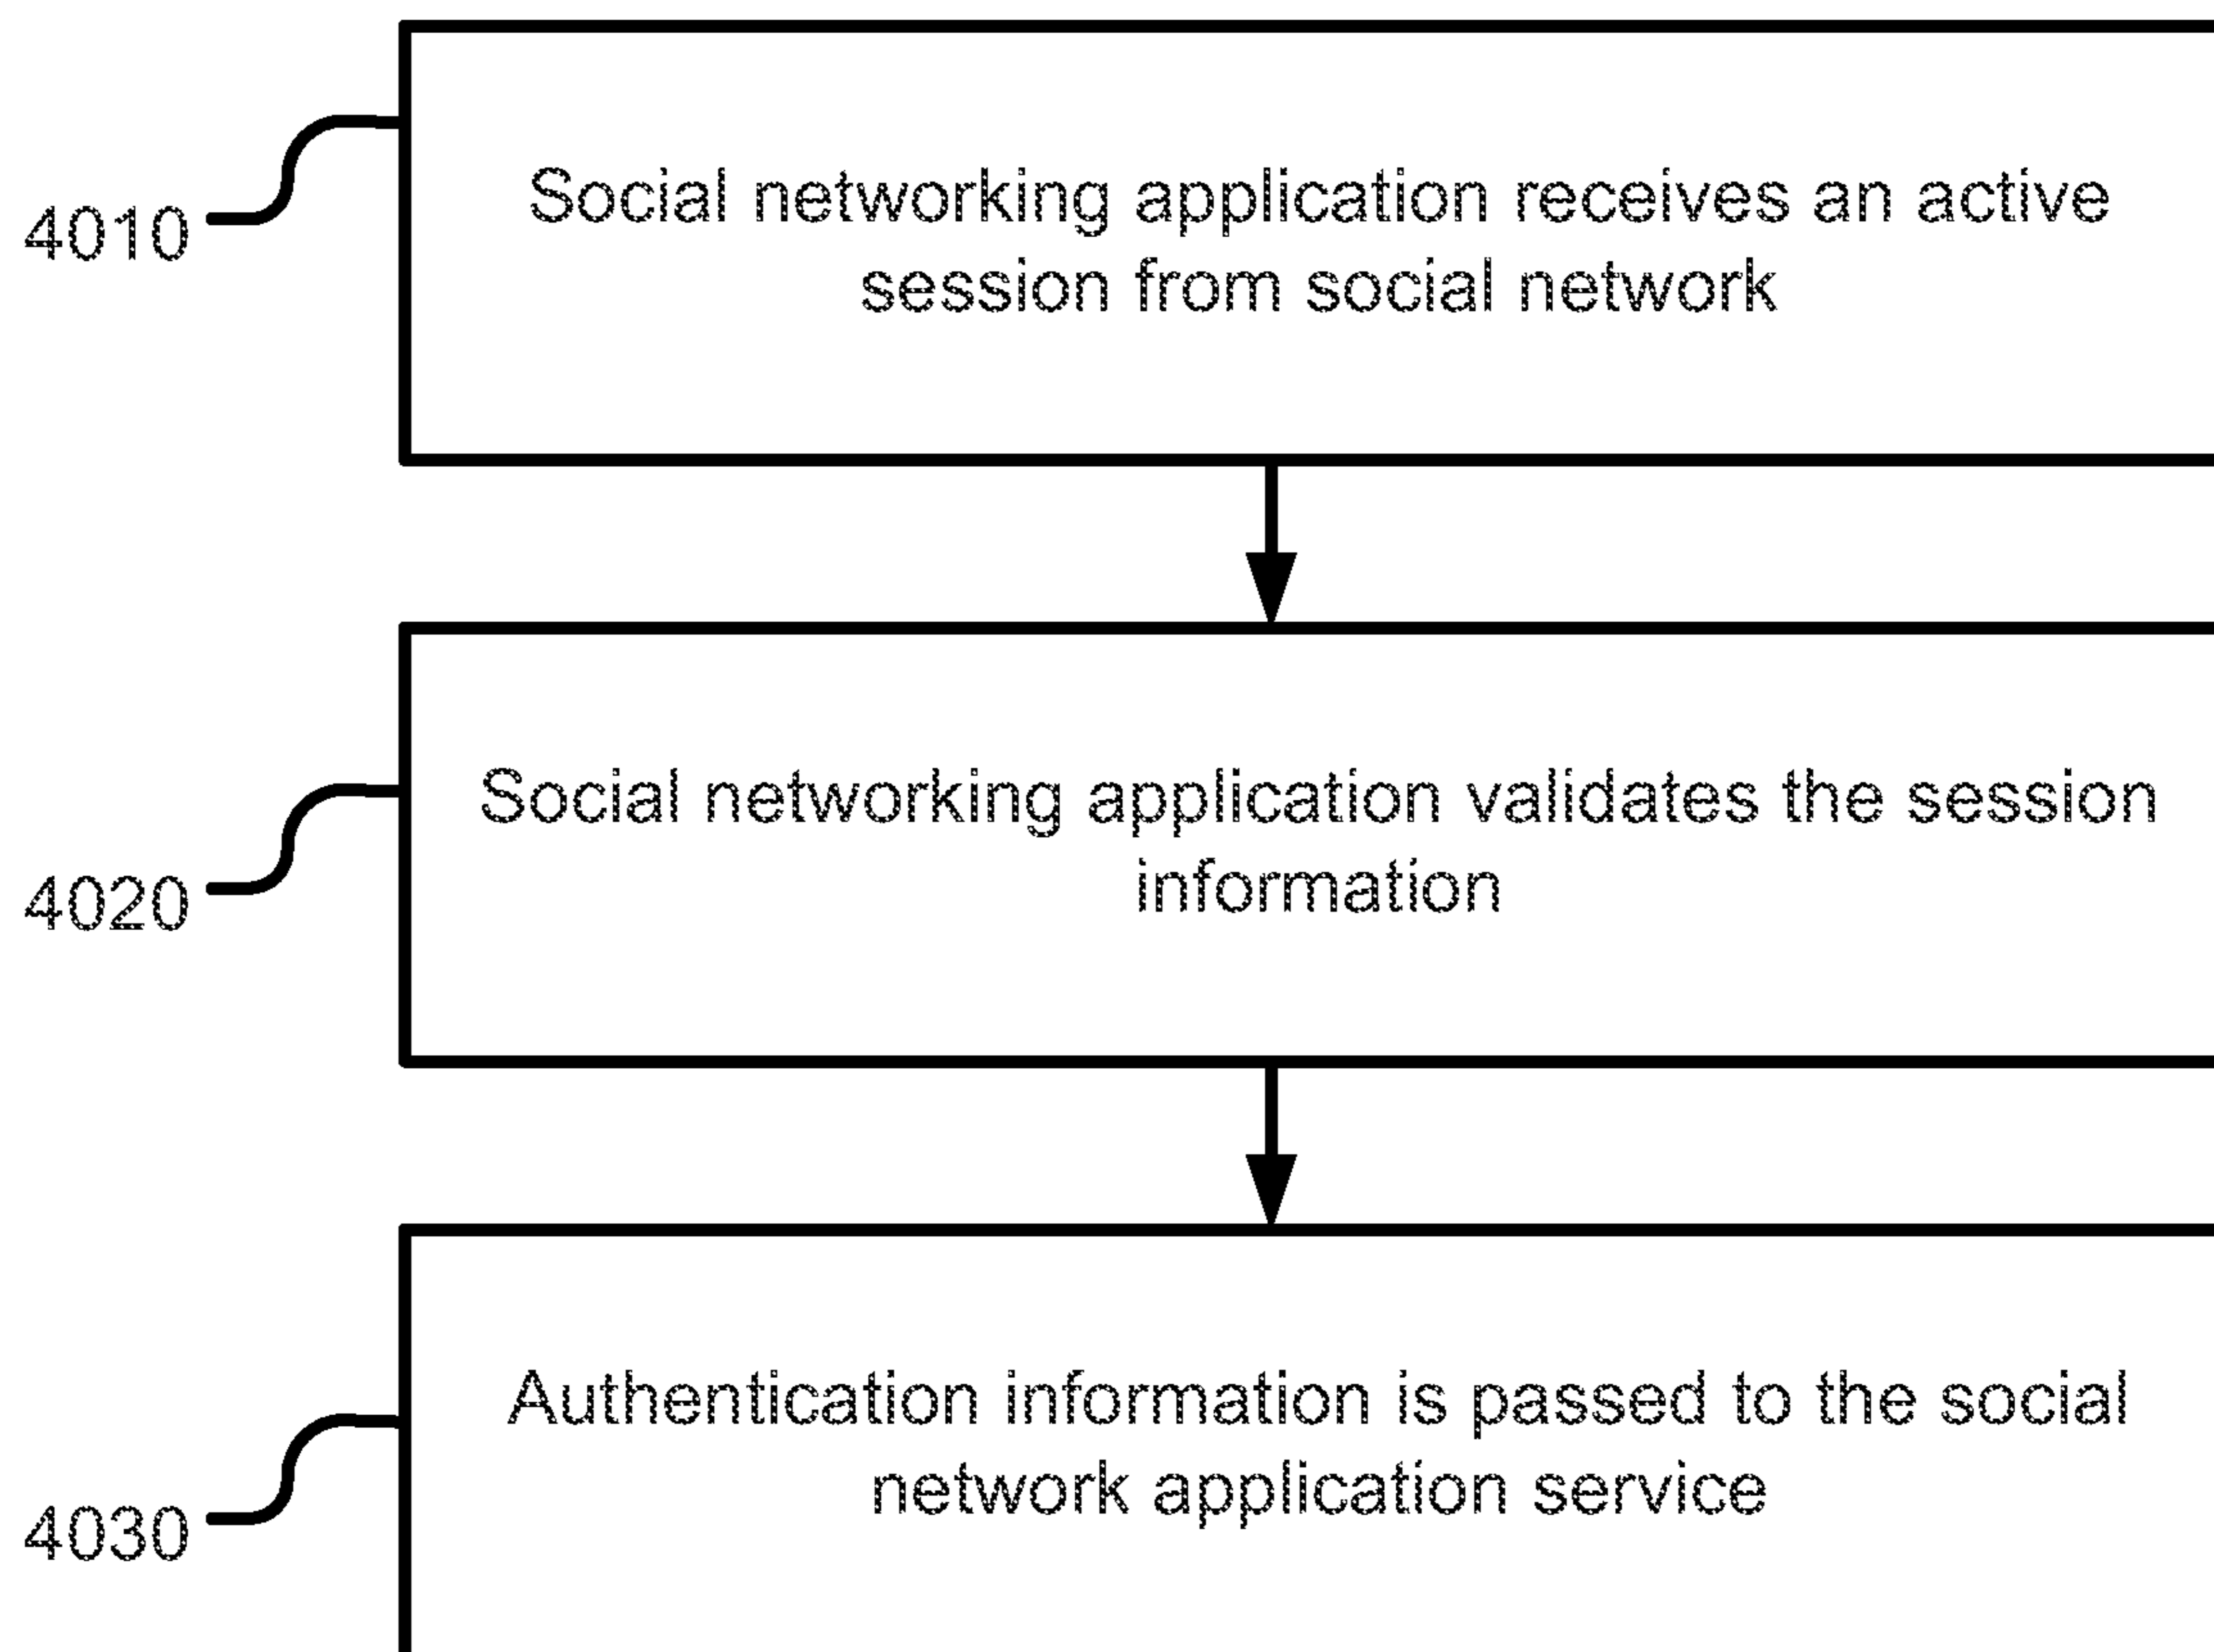 4010
Social networking application receives an active
session from social network
4020
Social networking application validates the session
information
4030
Authentication information is passed to the social
network application service